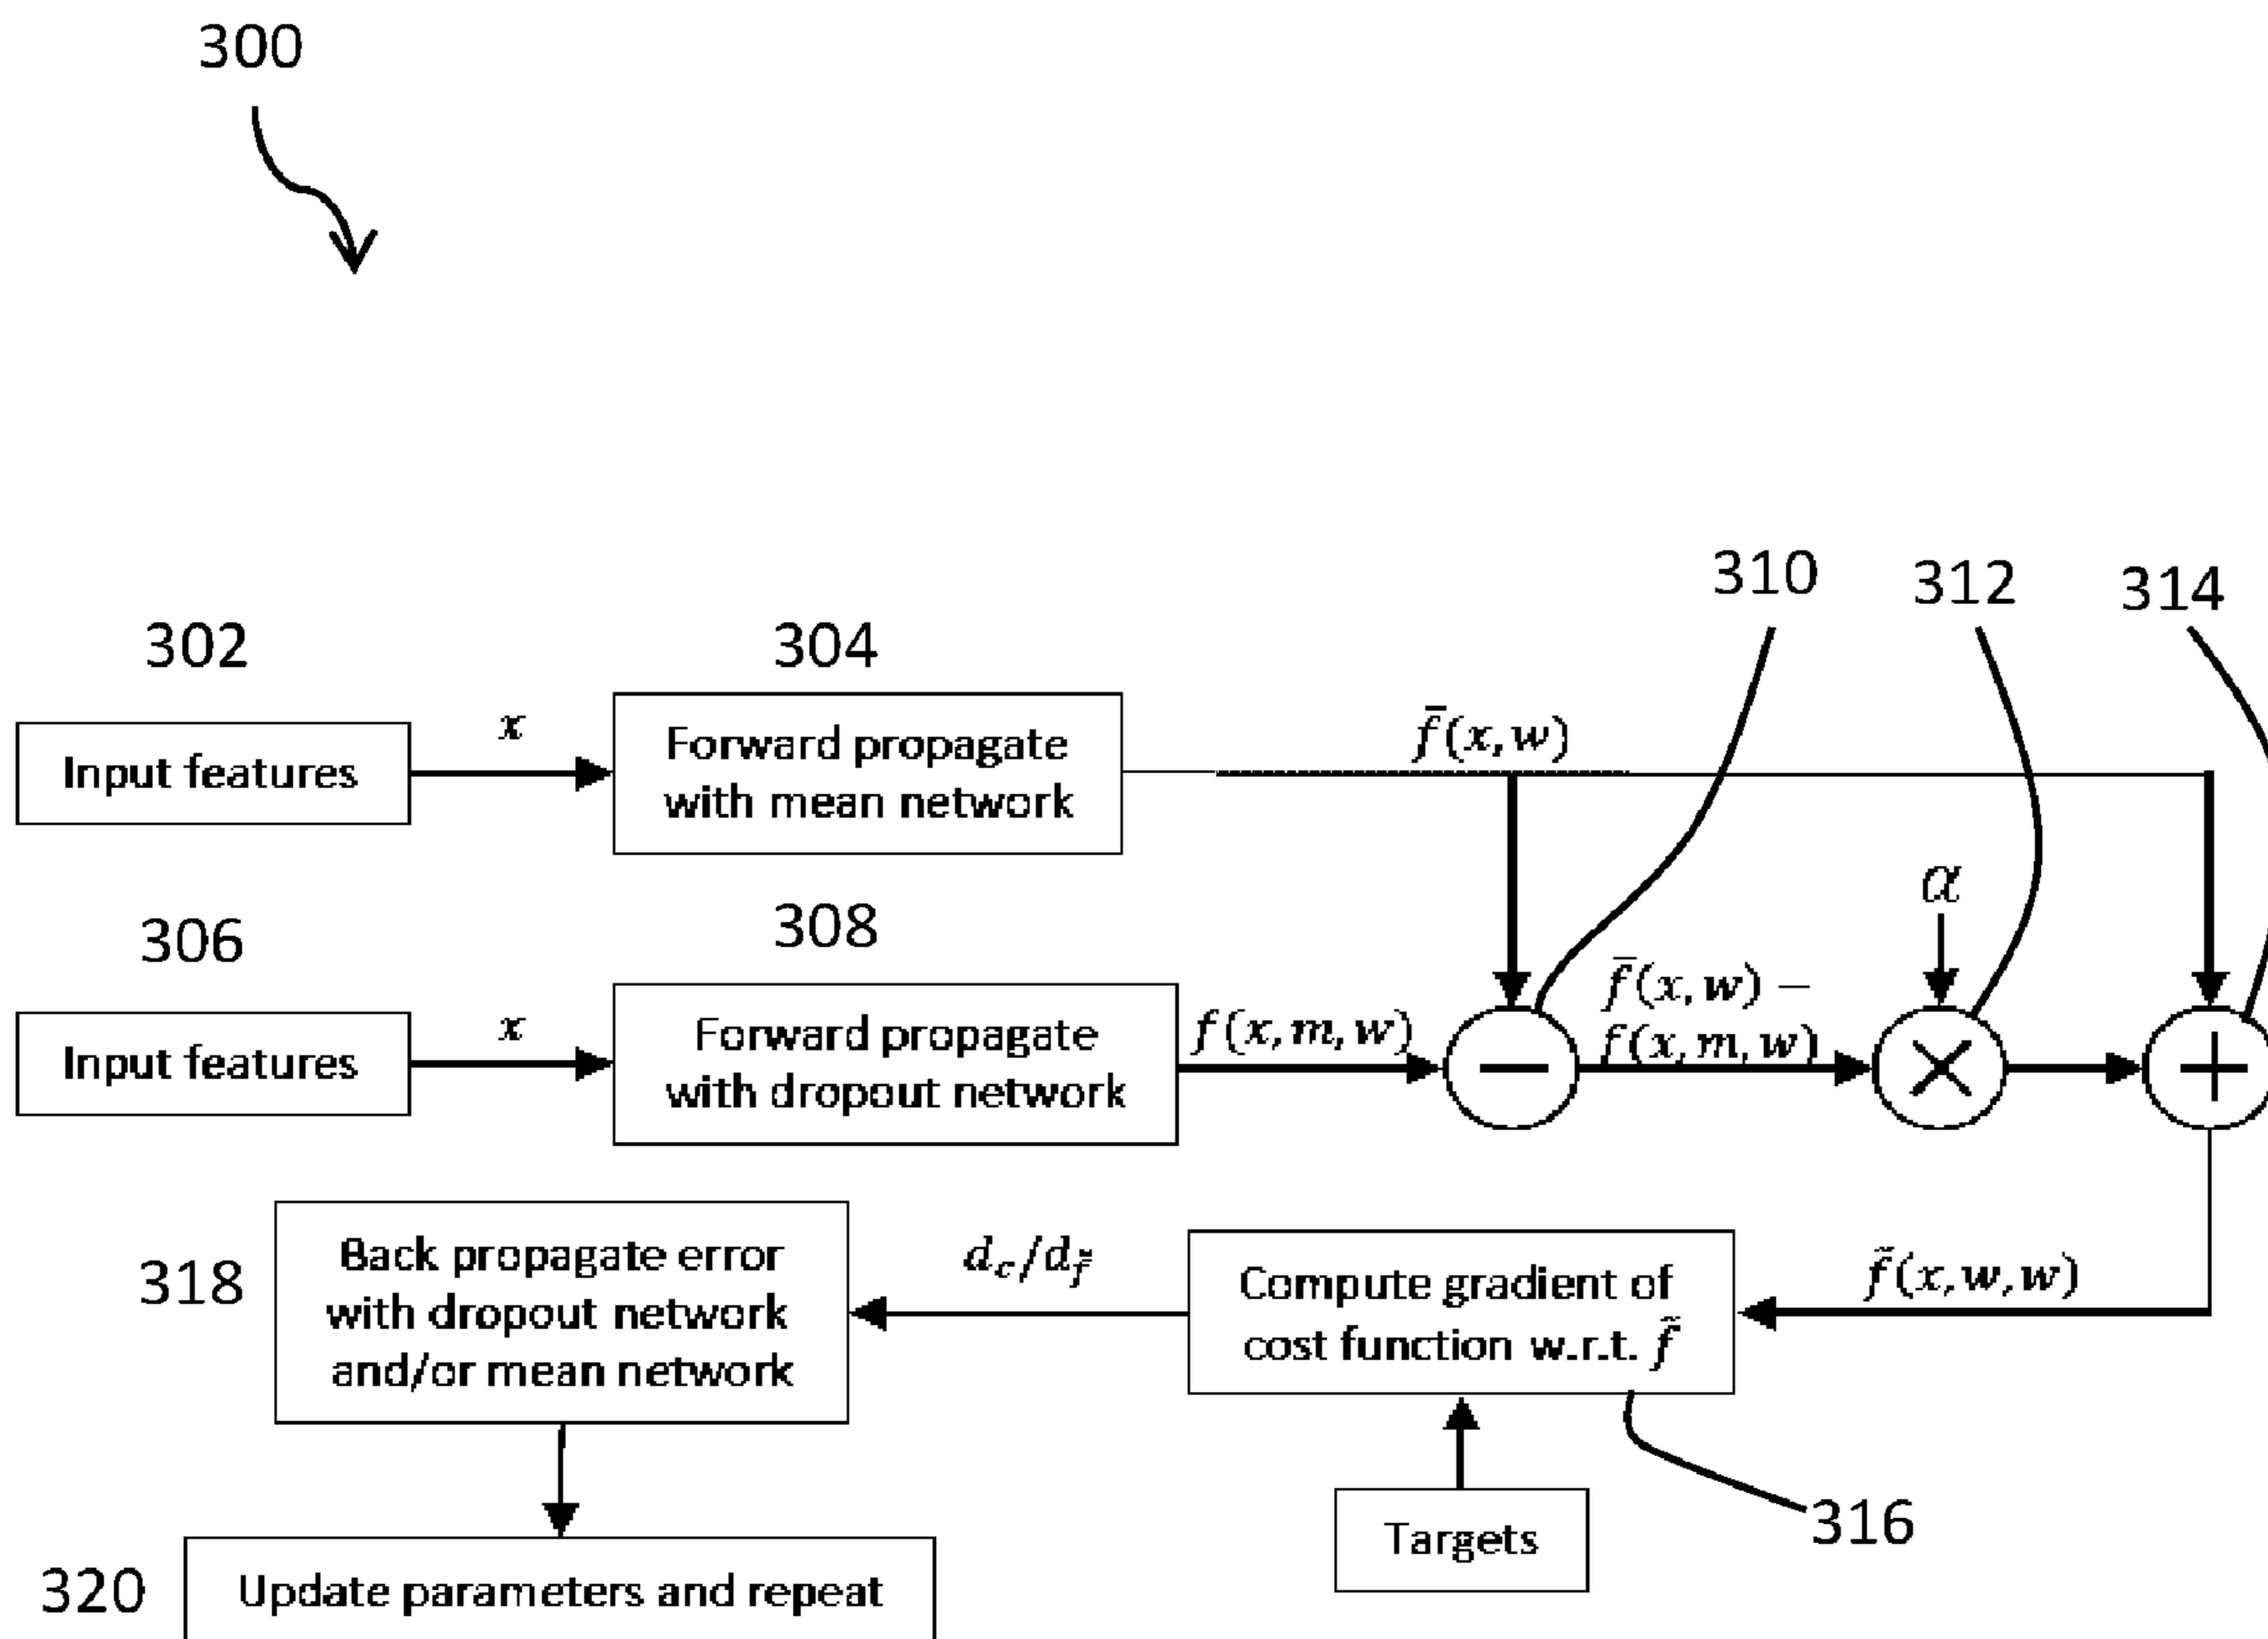 300
310
312
314
302
304
x
Input features
Forward propagate
with mean network
f̄(x, w)
α
306
308
x
Input features
Forward propagate
with dropout network
f(x, m, w)
f̄(x, w) −
f(x, m, w)
−
×
+
318
Back propagate error
with dropout network
and/or mean network
d_c/d_f̃
Compute gradient of
cost function w.r.t. f̃
f̃(x, w, w)
Targets
316
320
Update parameters and repeat